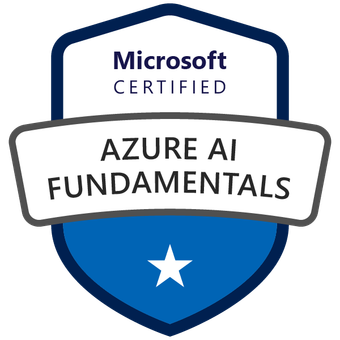 Microsoft
CERTIFIED
AZURE AI
FUNDAMENTALS